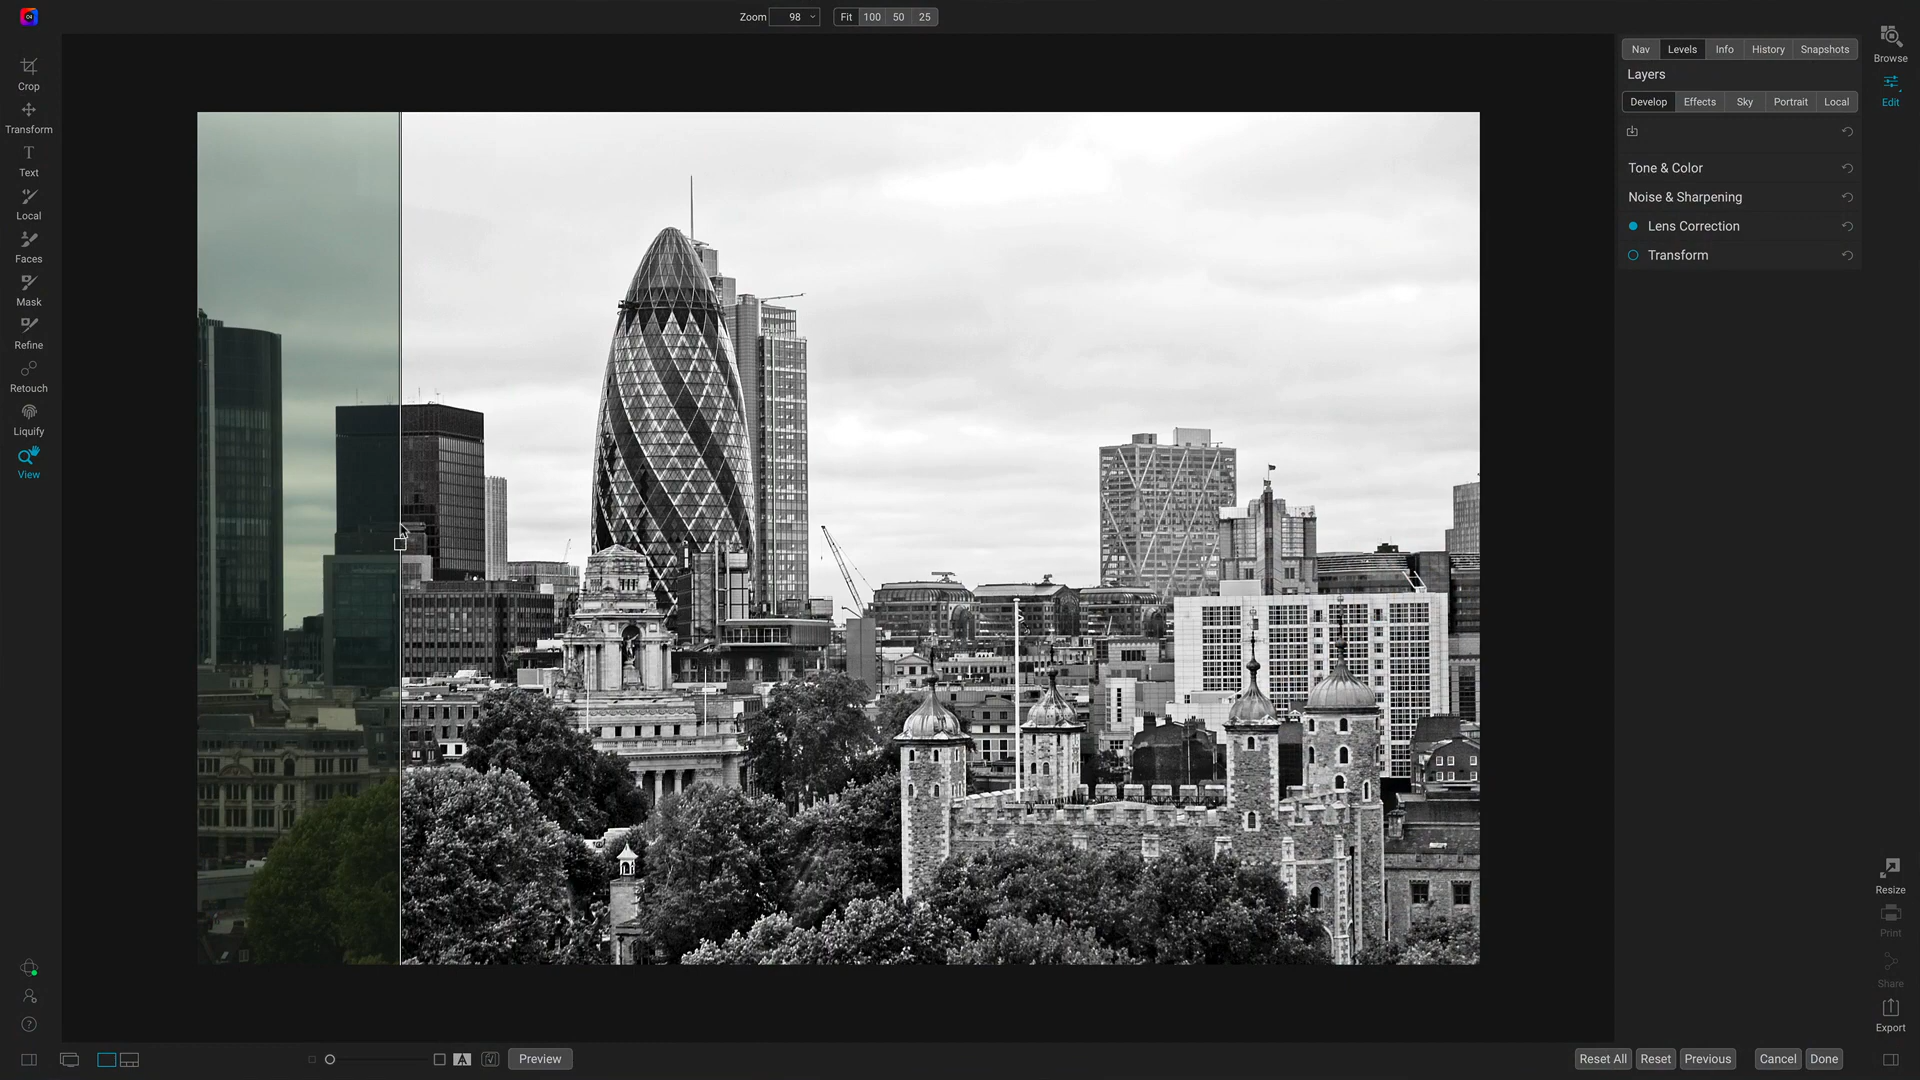 Zoom 98 Fit 100 50 25
Crop
Transform
Text
Local
Faces
Mask
Refine
Retouch
Liquify
View
Nav Levels Info History Snapshots
Layers
Develop Effects Sky Portrait Local
Tone & Color
Noise & Sharpening
Lens Correction
Transform
Browse
Edit
Resize
Print
Share
Export
?
A
Preview
Reset All Reset Previous Cancel Done